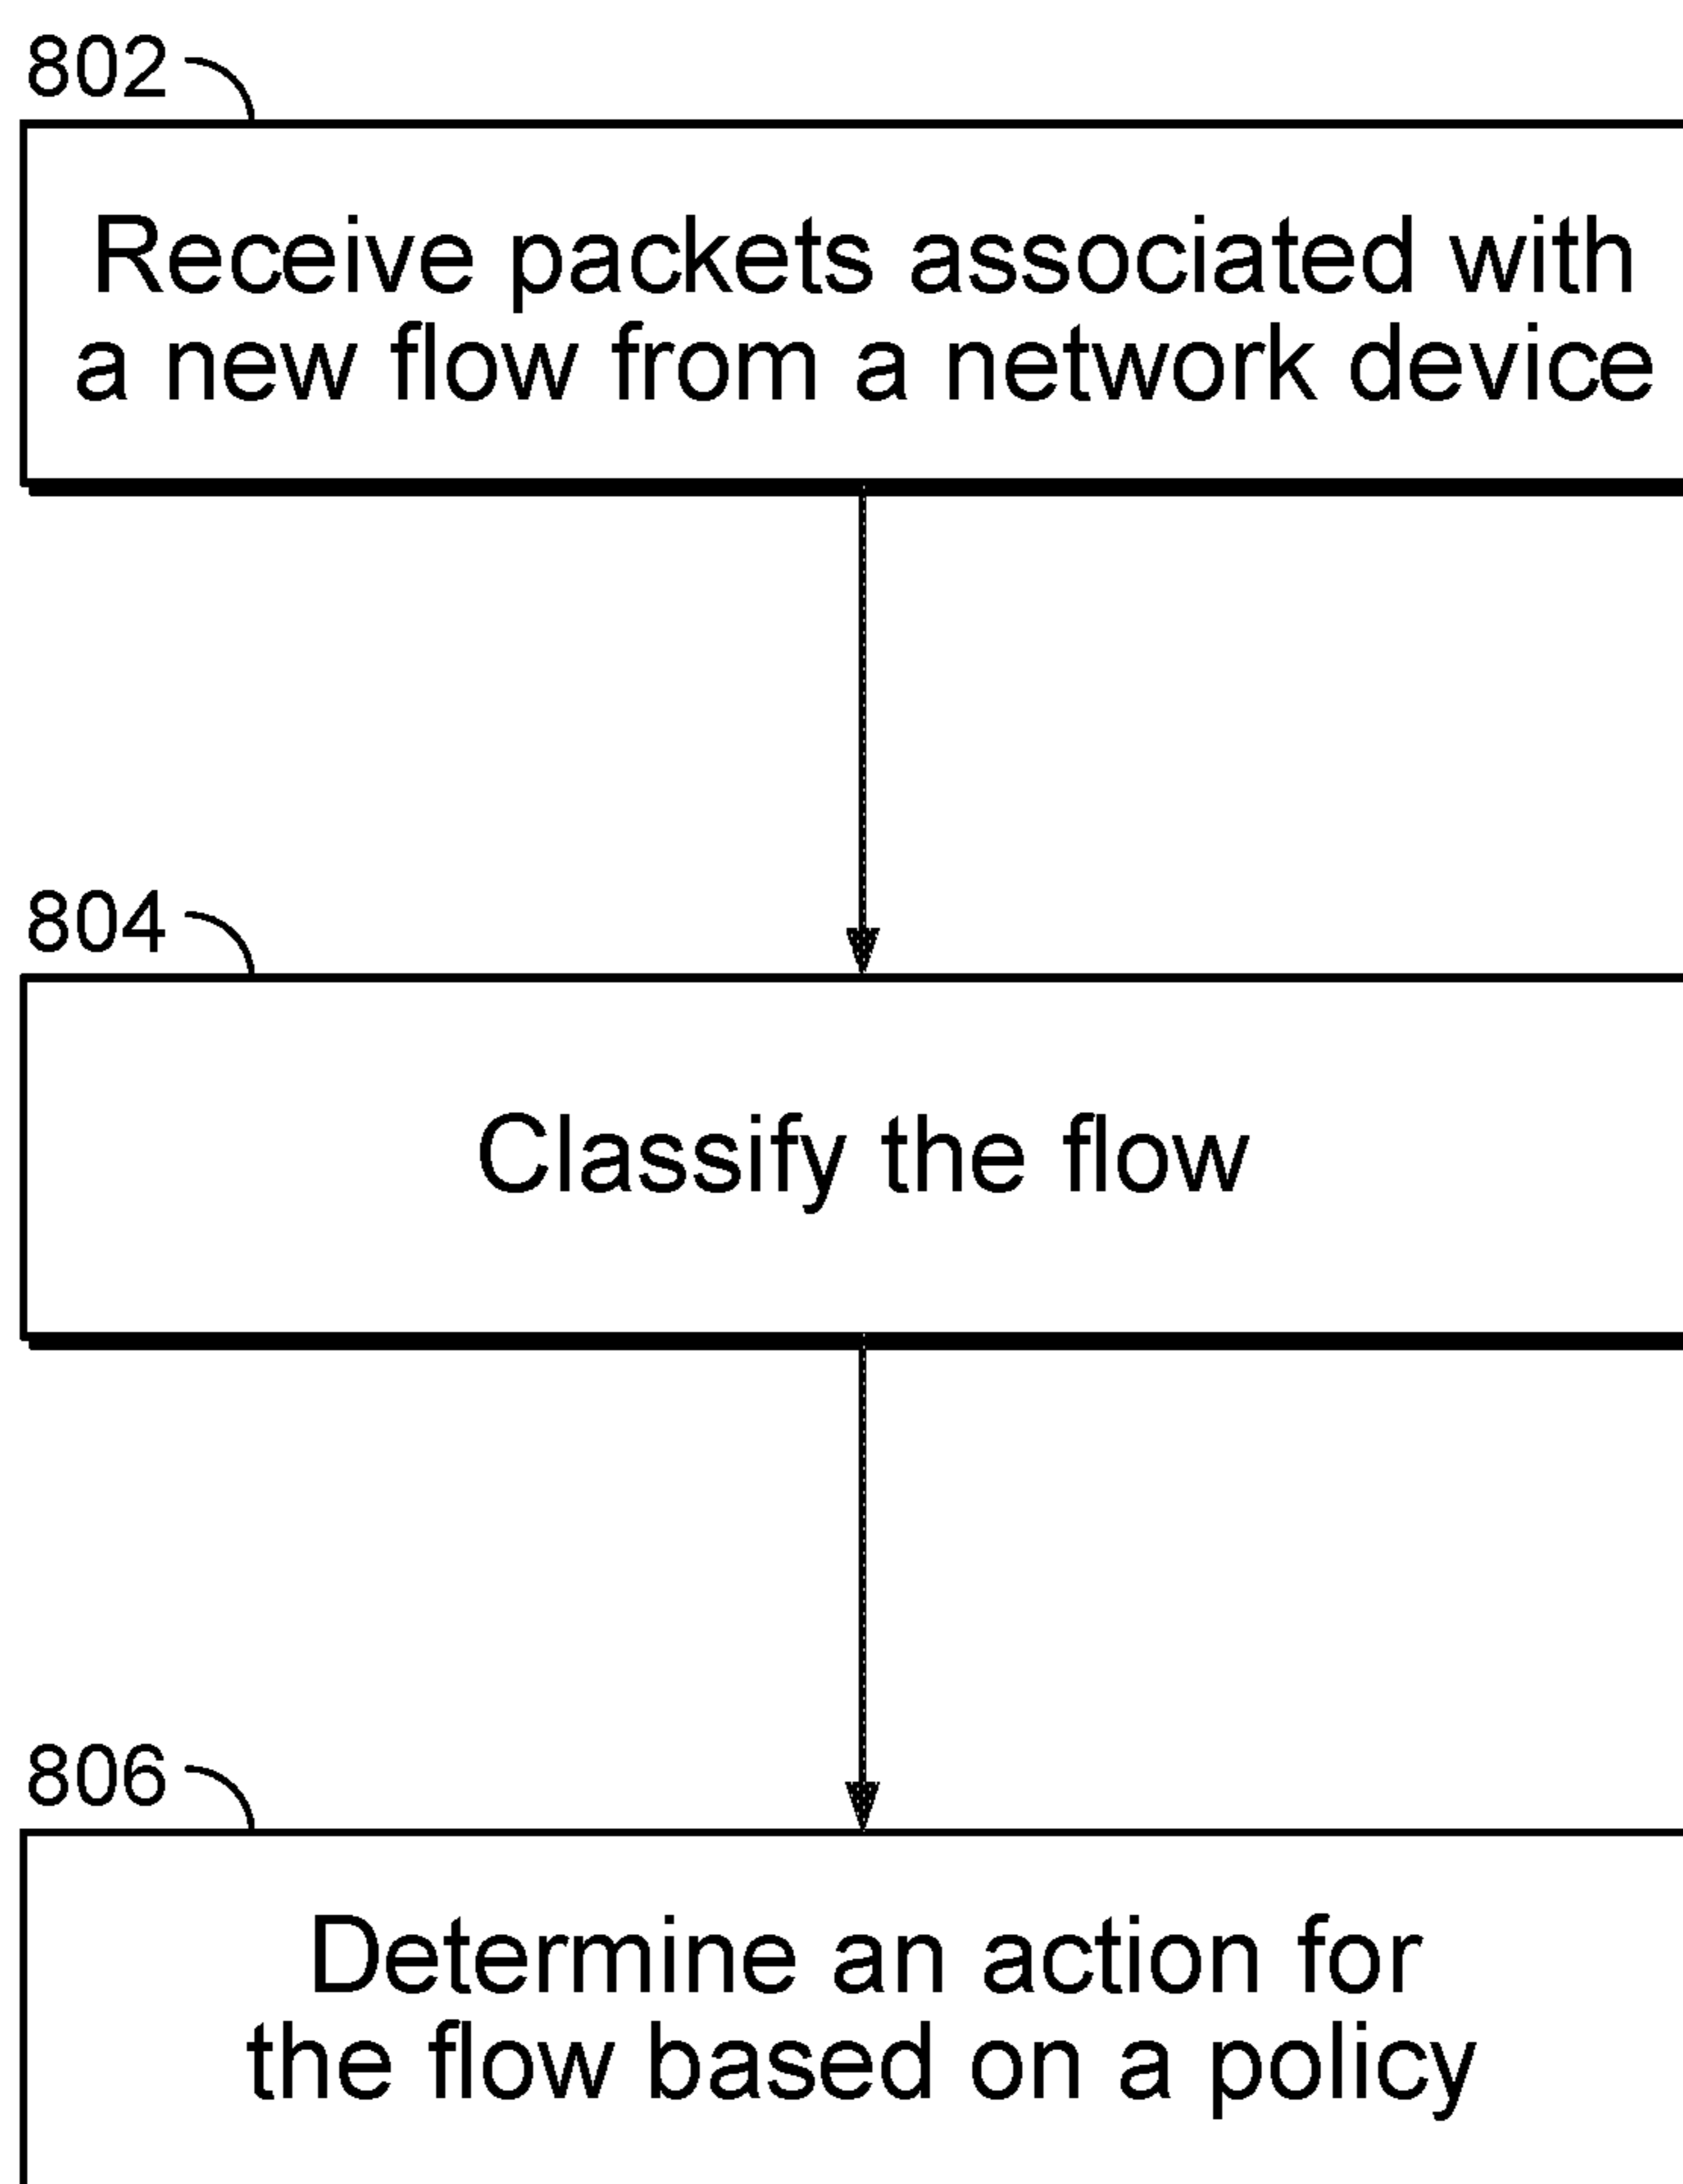 802
Receive packets associated with
a new flow from a network device
804
Classify the flow
806
Determine an action for
the flow based on a policy